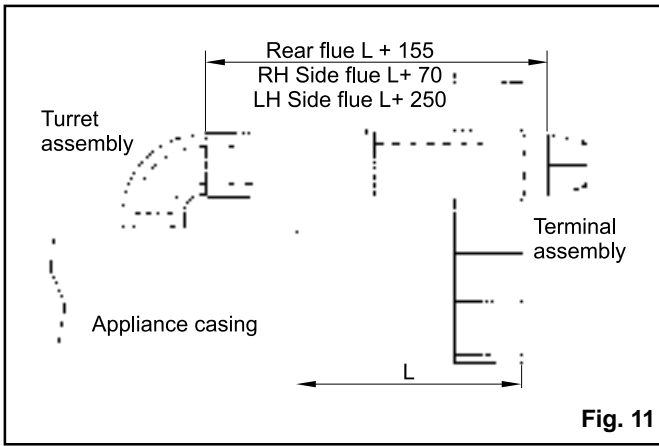 Rear flue L + 155
RH Side flue L+ 70
LH Side flue L+ 250
Turret
assembly
Terminal
assembly
Appliance casing
L
Fig. 11